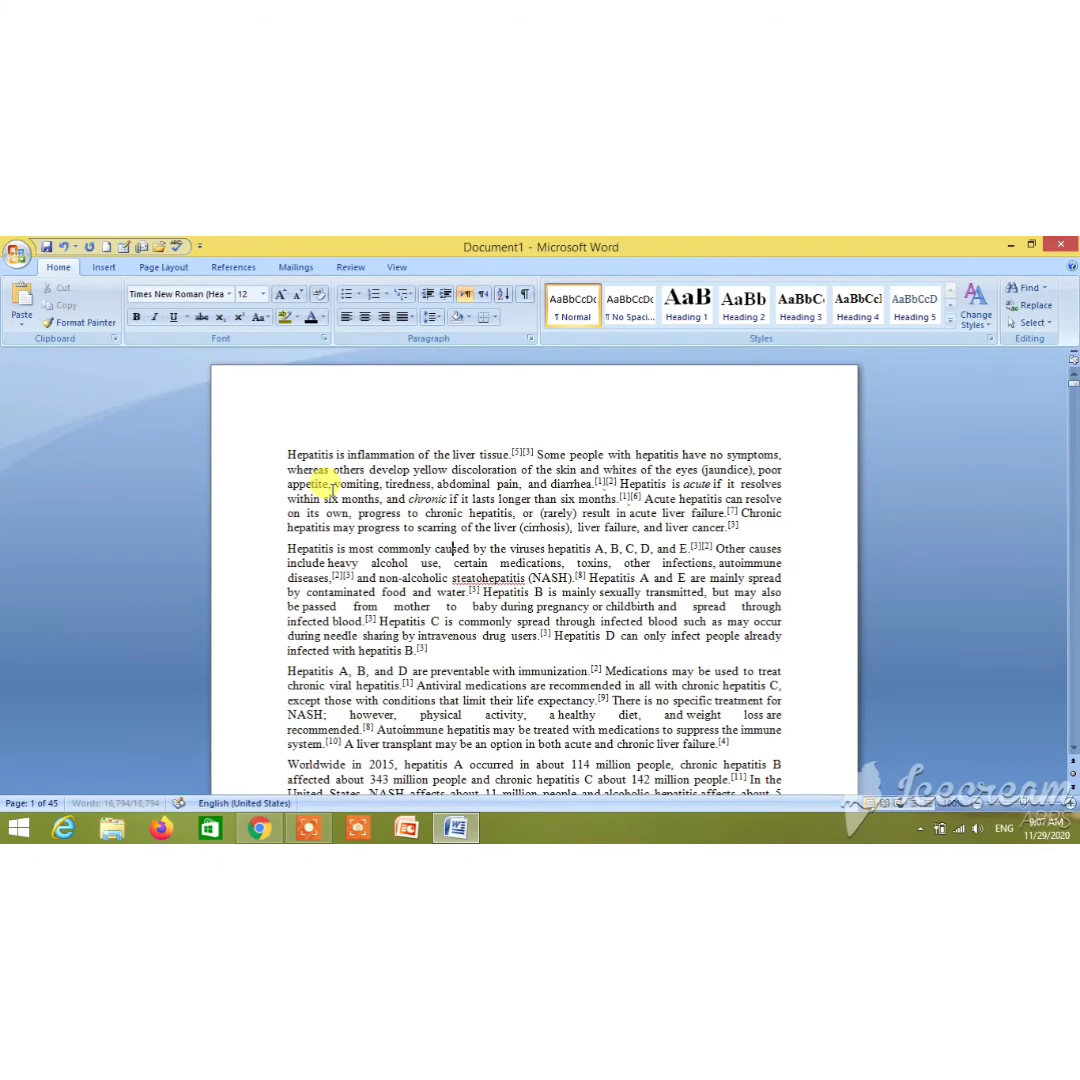 Document1 - Microsoft Word
Home Insert Page Layout References Mailings Review View
Paste
Cut
Copy
Format Painter
Clipboard
Times New Roman (Hea 12
Font
Paragraph
AaBbCcDc AaBbCcDc AaB AaBb AaBbC AaBbCcI AaBbCcD
¶ Normal ¶ No Spaci... Heading 1 Heading 2 Heading 3 Heading 4 Heading 5
Change
Styles
Styles
Find
Replace
Select
Editing
Hepatitis is inflammation of the liver tissue.[5][3] Some people with hepatitis have no symptoms,
whereas others develop yellow discoloration of the skin and whites of the eyes (jaundice), poor
appetite, vomiting, tiredness, abdominal pain, and diarrhea.[1][2] Hepatitis is acute if it resolves
within six months, and chronic if it lasts longer than six months.[1][6] Acute hepatitis can resolve
on its own, progress to chronic hepatitis, or (rarely) result in acute liver failure.[7] Chronic
hepatitis may progress to scarring of the liver (cirrhosis), liver failure, and liver cancer.[3]
Hepatitis is most commonly caused by the viruses hepatitis A, B, C, D, and E.[3][2] Other causes
include heavy alcohol use, certain medications, toxins, other infections, autoimmune
diseases,[2][3] and non-alcoholic steatohepatitis (NASH).[8] Hepatitis A and E are mainly spread
by contaminated food and water.[3] Hepatitis B is mainly sexually transmitted, but may also
be passed from mother to baby during pregnancy or childbirth and spread through
infected blood.[3] Hepatitis C is commonly spread through infected blood such as may occur
during needle sharing by intravenous drug users.[3] Hepatitis D can only infect people already
infected with hepatitis B.[3]
Hepatitis A, B, and D are preventable with immunization.[2] Medications may be used to treat
chronic viral hepatitis.[1] Antiviral medications are recommended in all with chronic hepatitis C,
except those with conditions that limit their life expectancy.[9] There is no specific treatment for
NASH; however, physical activity, a healthy diet, and weight loss are
recommended.[8] Autoimmune hepatitis may be treated with medications to suppress the immune
system.[10] A liver transplant may be an option in both acute and chronic liver failure.[4]
Worldwide in 2015, hepatitis A occurred in about 114 million people, chronic hepatitis B
affected about 343 million people and chronic hepatitis C about 142 million people.[11] In the
United States, NASH affects about 11 million people and alcoholic hepatitis affects about 5
Page: 1 of 45 Words: 16,794/16,794 English (United States) 100%
Icecream
APPS
ENG
9:07 AM
11/29/2020